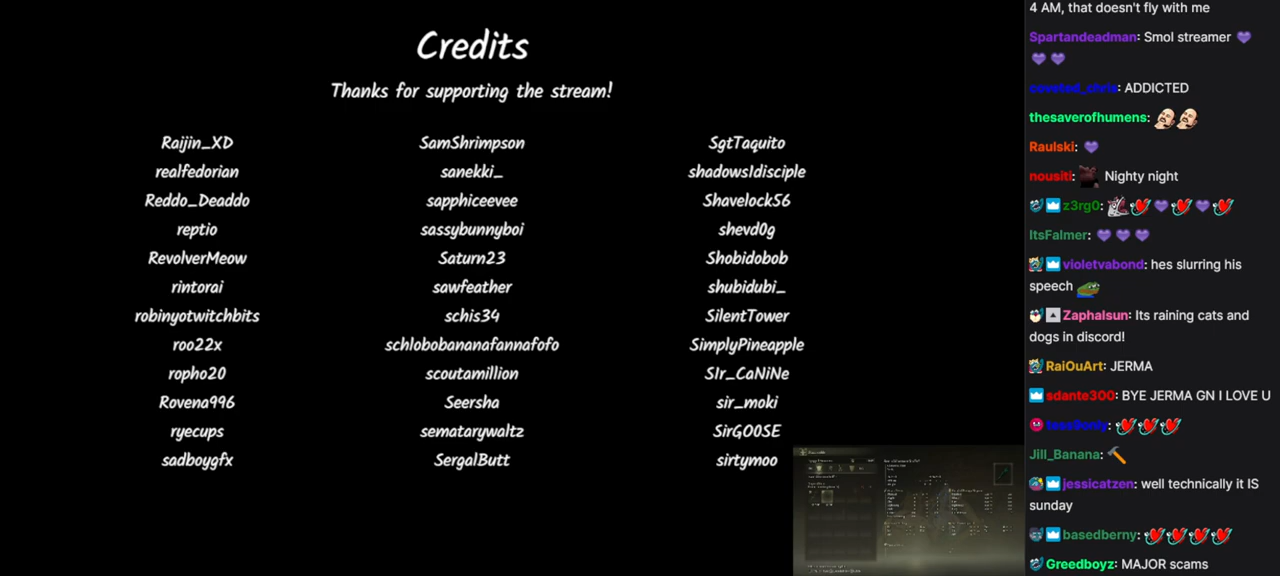 Credits
Thanks for supporting the stream!
Raijin_XD
realfedorian
Reddo_Deaddo
reptio
RevolverMeow
rintorai
robinyotwitchbits
roo22x
ropho20
Rovena996
ryecups
sadboygfx
SamShrimpson
sanekki_
sapphiceevee
sassybunnyboi
Saturn23
sawfeather
schis34
schlobobananafannafofo
scoutamillion
Seersha
sematarywaltz
SergalButt
SgtTaquito
shadows1disciple
Shavelock56
shevd0g
Shobidobob
shubidubi_
SilentTower
SimplyPineapple
S1r_CaNiNe
sir_moki
SirGO0SE
sirtymoo
4 AM, that doesn't fly with me
Spartandeadman: Smol streamer
coveted_chris: ADDICTED
thesaverofhumens:
Raulski:
nousiti: Nighty night
z3rg0:
ItsFalmer:
violetvabond: hes slurring his
speech
Zaphalsun: Its raining cats and
dogs in discord!
RaiOuArt: JERMA
sdante300: BYE JERMA GN I LOVE U
Jill_Banana:
jessicatzen: well technically it IS
sunday
basedberny:
Greedboyz: MAJOR scams